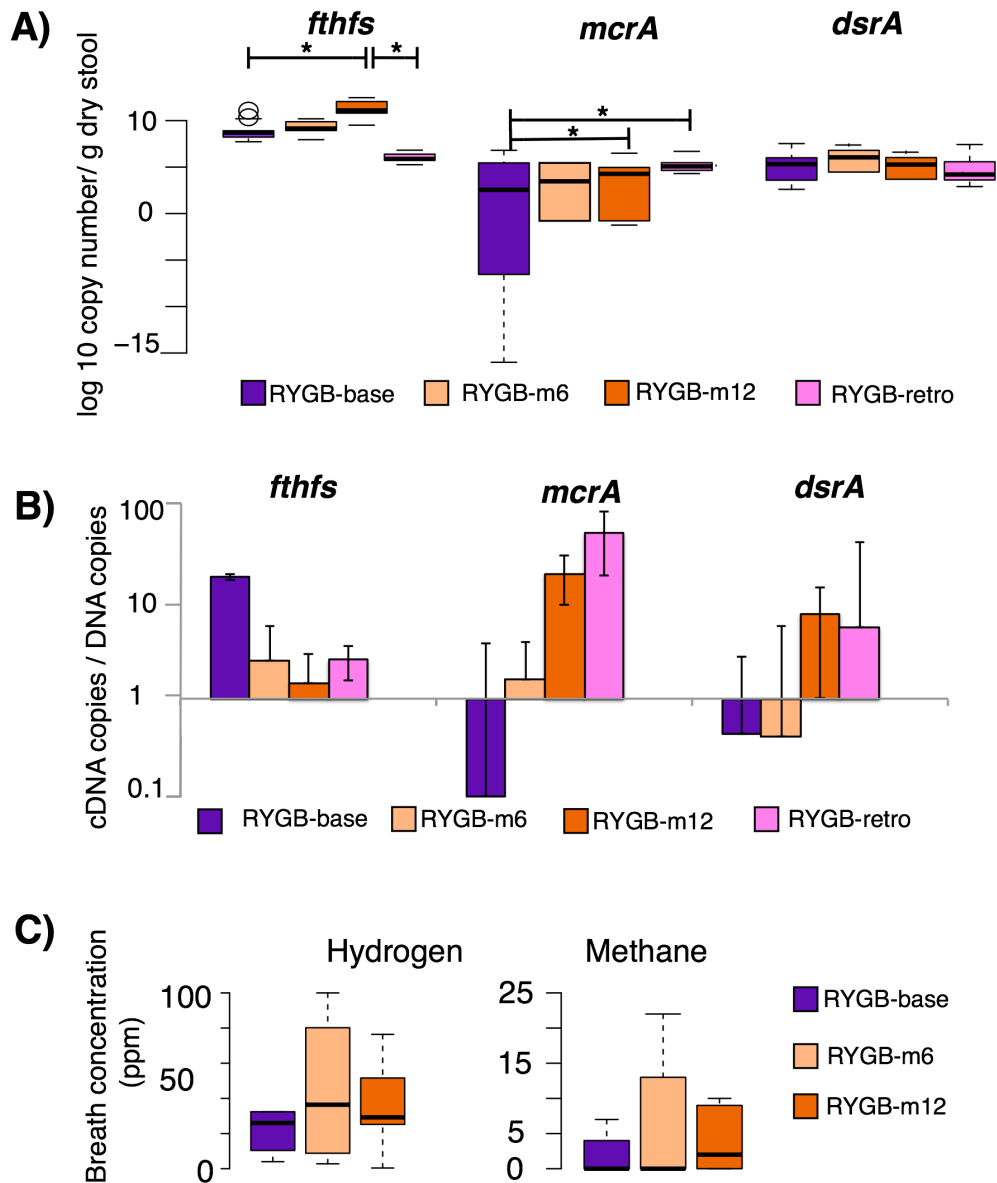 A)
fthfs mcrA dsrA
* * * *
log 10 copy number/ g dry stool
10
0
−15
RYGB-base RYGB-m6 RYGB-m12 RYGB-retro
B)
fthfs mcrA dsrA
cDNA copies / DNA copies
100
10
1
0.1
RYGB-base RYGB-m6 RYGB-m12 RYGB-retro
C)
Hydrogen Methane
Breath concentration
(ppm)
100
50
0
25
15
5
0
RYGB-base
RYGB-m6
RYGB-m12